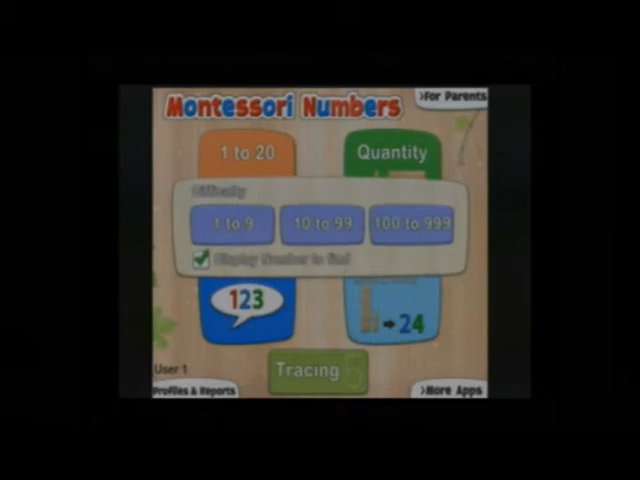 Montessori Numbers
>For Parents
1 to 20
Quantity
Difficulty
1 to 9
10 to 99
100 to 999
Display Number to find
123
24
Tracing 5
User 1
Profiles & Reports
>More Apps